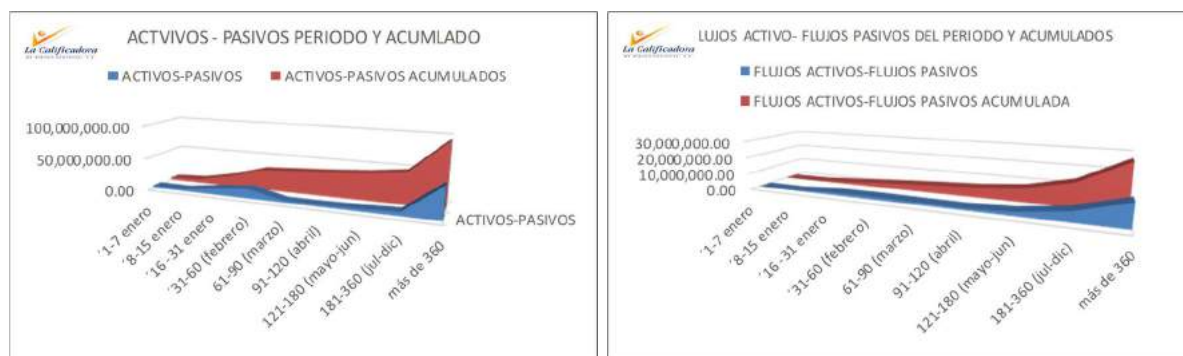 La Calificadora
ACTVIVOS - PASIVOS PERIODO Y ACUMLADO
ACTIVOS-PASIVOS
ACTIVOS-PASIVOS ACUMULADOS
100,000,000.00
50,000,000.00
0.00
'1-7 enero
'8-15 enero
'16 - 31 enero
'31-60 (febrero)
61-90 (marzo)
91-120 (abril)
121-180 (mayo-jun)
181-360 (jul-dic)
más de 360
ACTIVOS-PASIVOS
La Calificadora
LUJOS ACTIVO- FLUJOS PASIVOS DEL PERIODO Y ACUMULADOS
FLUJOS ACTIVO-FLUJOS PASIVOS
FLUJOS ACTIVO-FLUJOS PASIVOS ACUMULADA
30,000,000.00
20,000,000.00
10,000,000.00
0.00
'1-7 enero
'8-15 enero
'16 - 31 enero
'31-60 (febrero)
61-90 (marzo)
91-120 (abril)
121-180 (mayo-jun)
181-360 (jul-dic)
más de 360